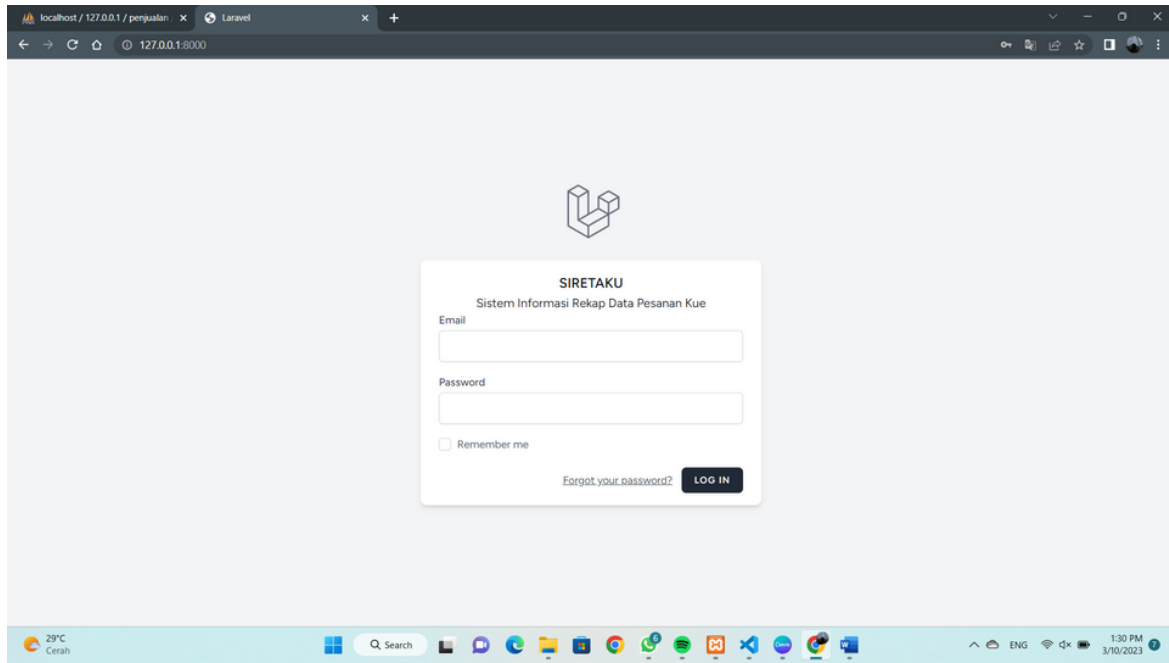 localhost / 127.0.0.1 / penjualan
Laravel
127.0.0.1:8000
SIRETAKU
Sistem Informasi Rekap Data Pesanan Kue
Email
Password
Remember me
Forgot your password?
LOG IN
29°C
Cerah
Search
ENG
1:30 PM
3/10/2023